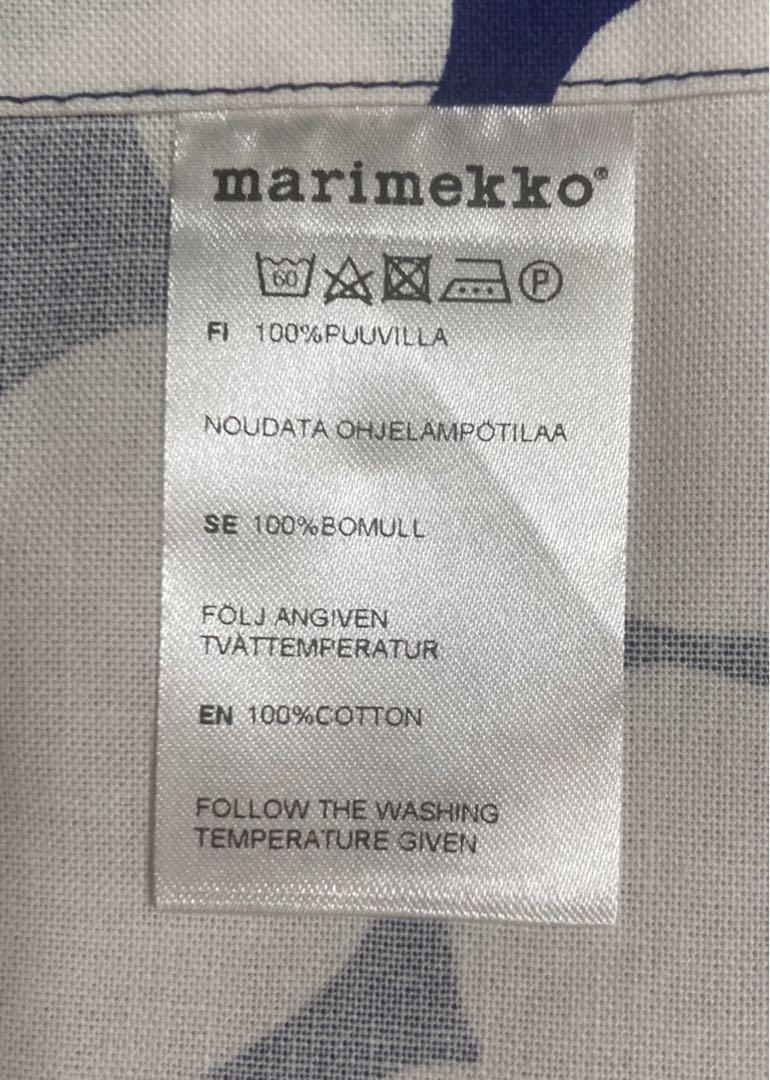 marimekko®
60 P
FI 100%PUUVILLA
NOUDATA OHJELÄMPÖTILAA
SE 100%BOMULL
FÖLJ ANGIVEN
TVÄTTEMPERATUR
EN 100%COTTON
FOLLOW THE WASHING
TEMPERATURE GIVEN